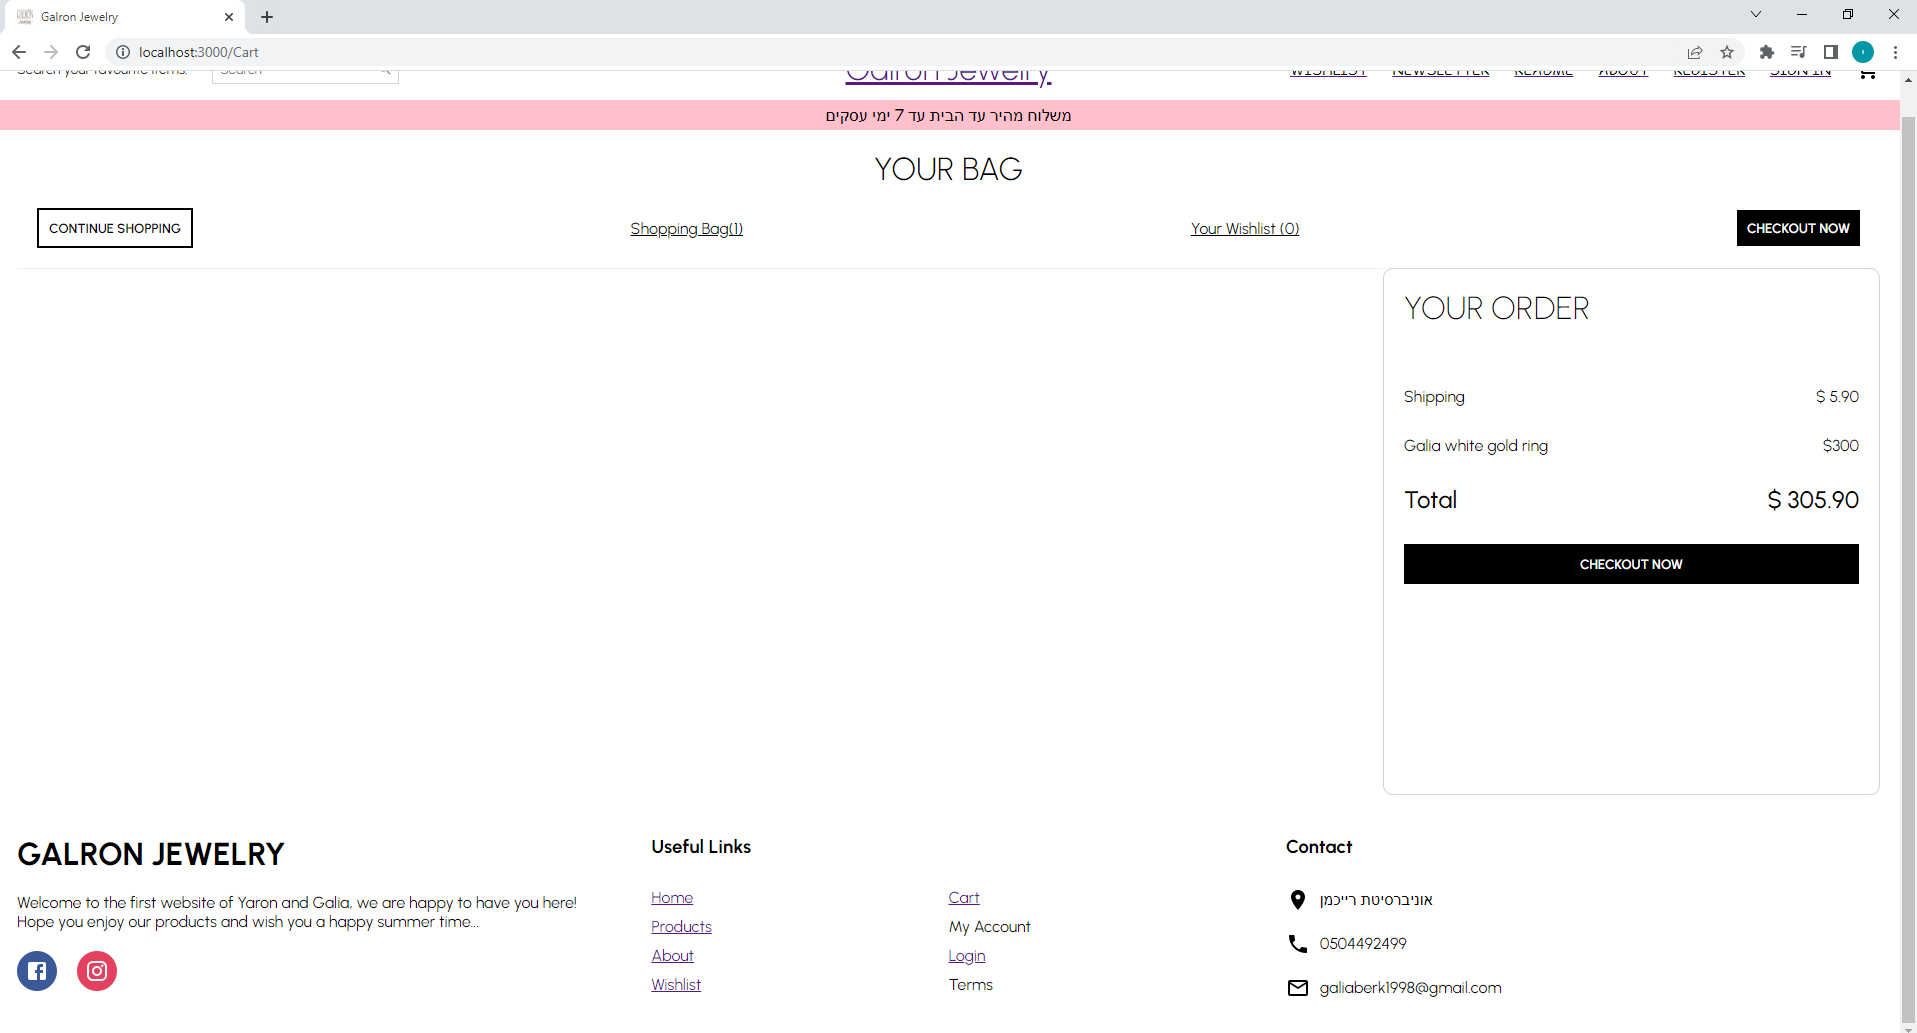 Galron Jewelry
localhost:3000/Cart
Search your favourite items:
Search
Galron Jewelry
WISHLIST
NEWSLETTER
ABOUT
REGISTER
SIGN IN
משלוח מהיר עד הבית עד 7 ימי עסקים
YOUR BAG
CONTINUE SHOPPING
Shopping Bag(1)
Your Wishlist (0)
CHECKOUT NOW
YOUR ORDER
Shipping $ 5.90
Galia white gold ring $300
Total $ 305.90
CHECKOUT NOW
GALRON JEWELRY
Welcome to the first website of Yaron and Galia, we are happy to have you here!
Hope you enjoy our products and wish you a happy summer time...
Useful Links
Home
Cart
Products
My Account
About
Login
Wishlist
Terms
Contact
אוניברסיטת רייכמן
0504492499
galiaberk1998@gmail.com